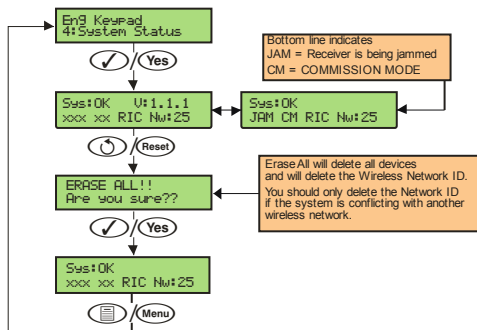 Eng Keypad
4:System Status
Bottom line indicates
JAM = Receiver is being jammed
CM = COMMISSION MODE
✓/Yes
Sys:OK V:1.1.1
xxx xx RIC Nw:25
Sys:OK
JAM CM RIC Nw:25
/Reset
Erase All will delete all devices
and will delete the Wireless Network ID.
You should only delete the Network ID
if the system is conflicting with another
wireless network.
ERASE ALL!!
Are you sure??
✓/Yes
Sys:OK
xxx xx RIC Nw:25
/Menu